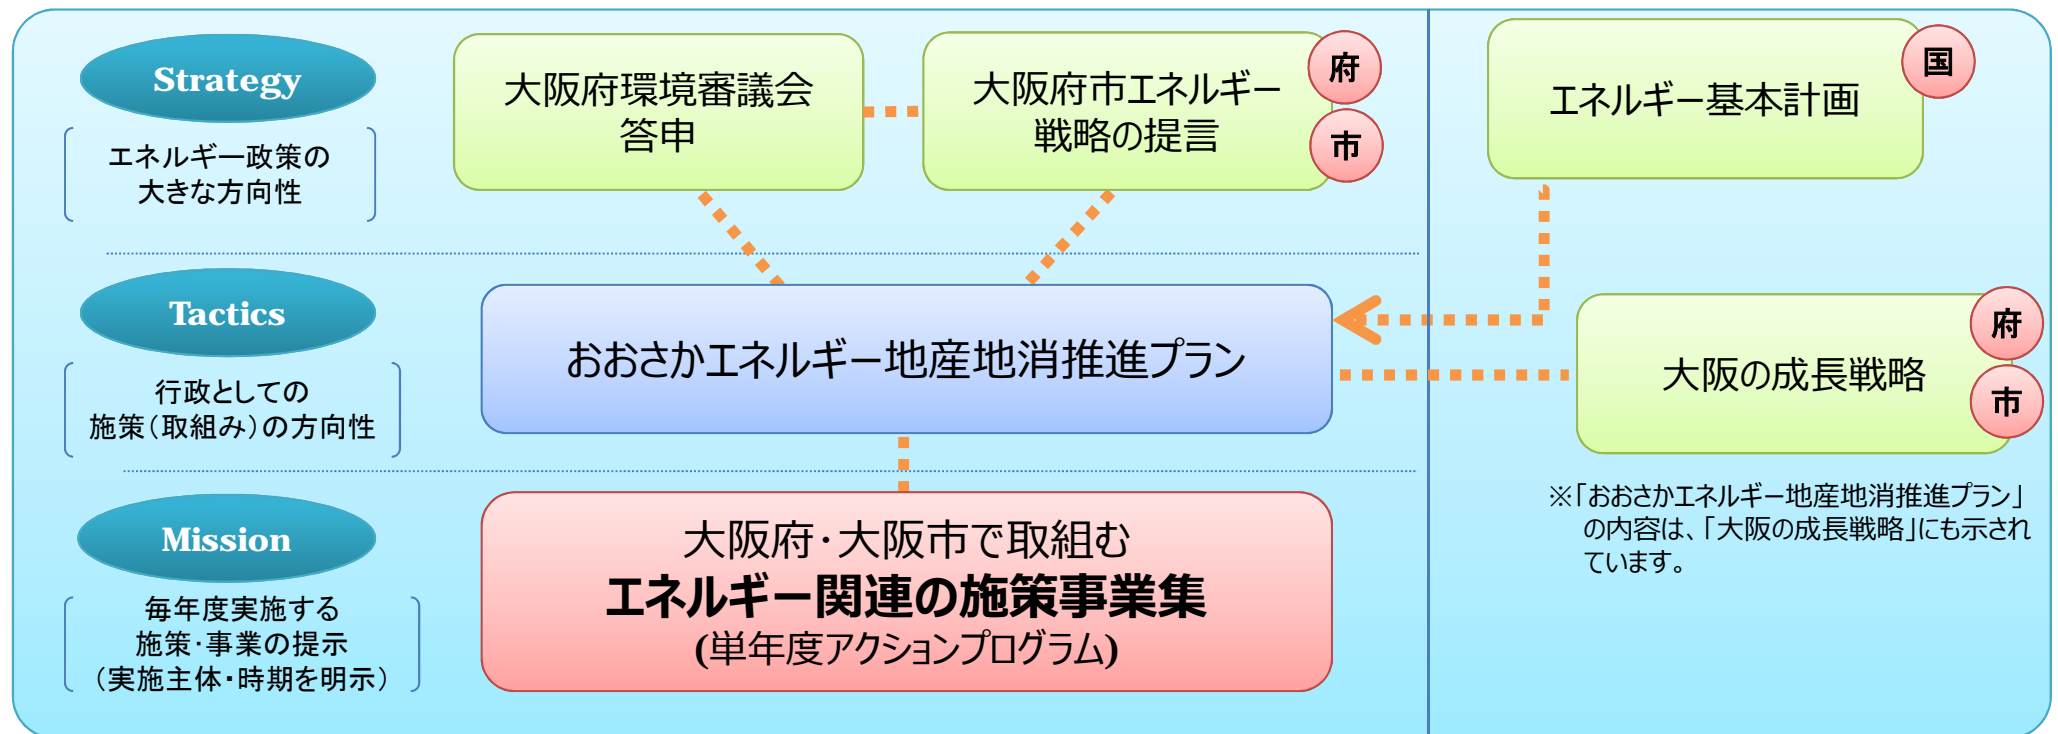 Strategy
エネルギー政策の
大きな方向性
大阪府環境審議会
答申
大阪府市エネルギー
戦略の提言
府
市
エネルギー基本計画
国
Tactics
行政としての
施策(取組み)の方向性
おおさかエネルギー地産地消推進プラン
大阪の成長戦略
府
市
※「おおさかエネルギー地産地消推進プラン」
の内容は、「大阪の成長戦略」にも示され
ています。
Mission
毎年度実施する
施策・事業の提示
(実施主体・時期を明示)
大阪府・大阪市で取組む
エネルギー関連の施策事業集
(単年度アクションプログラム)